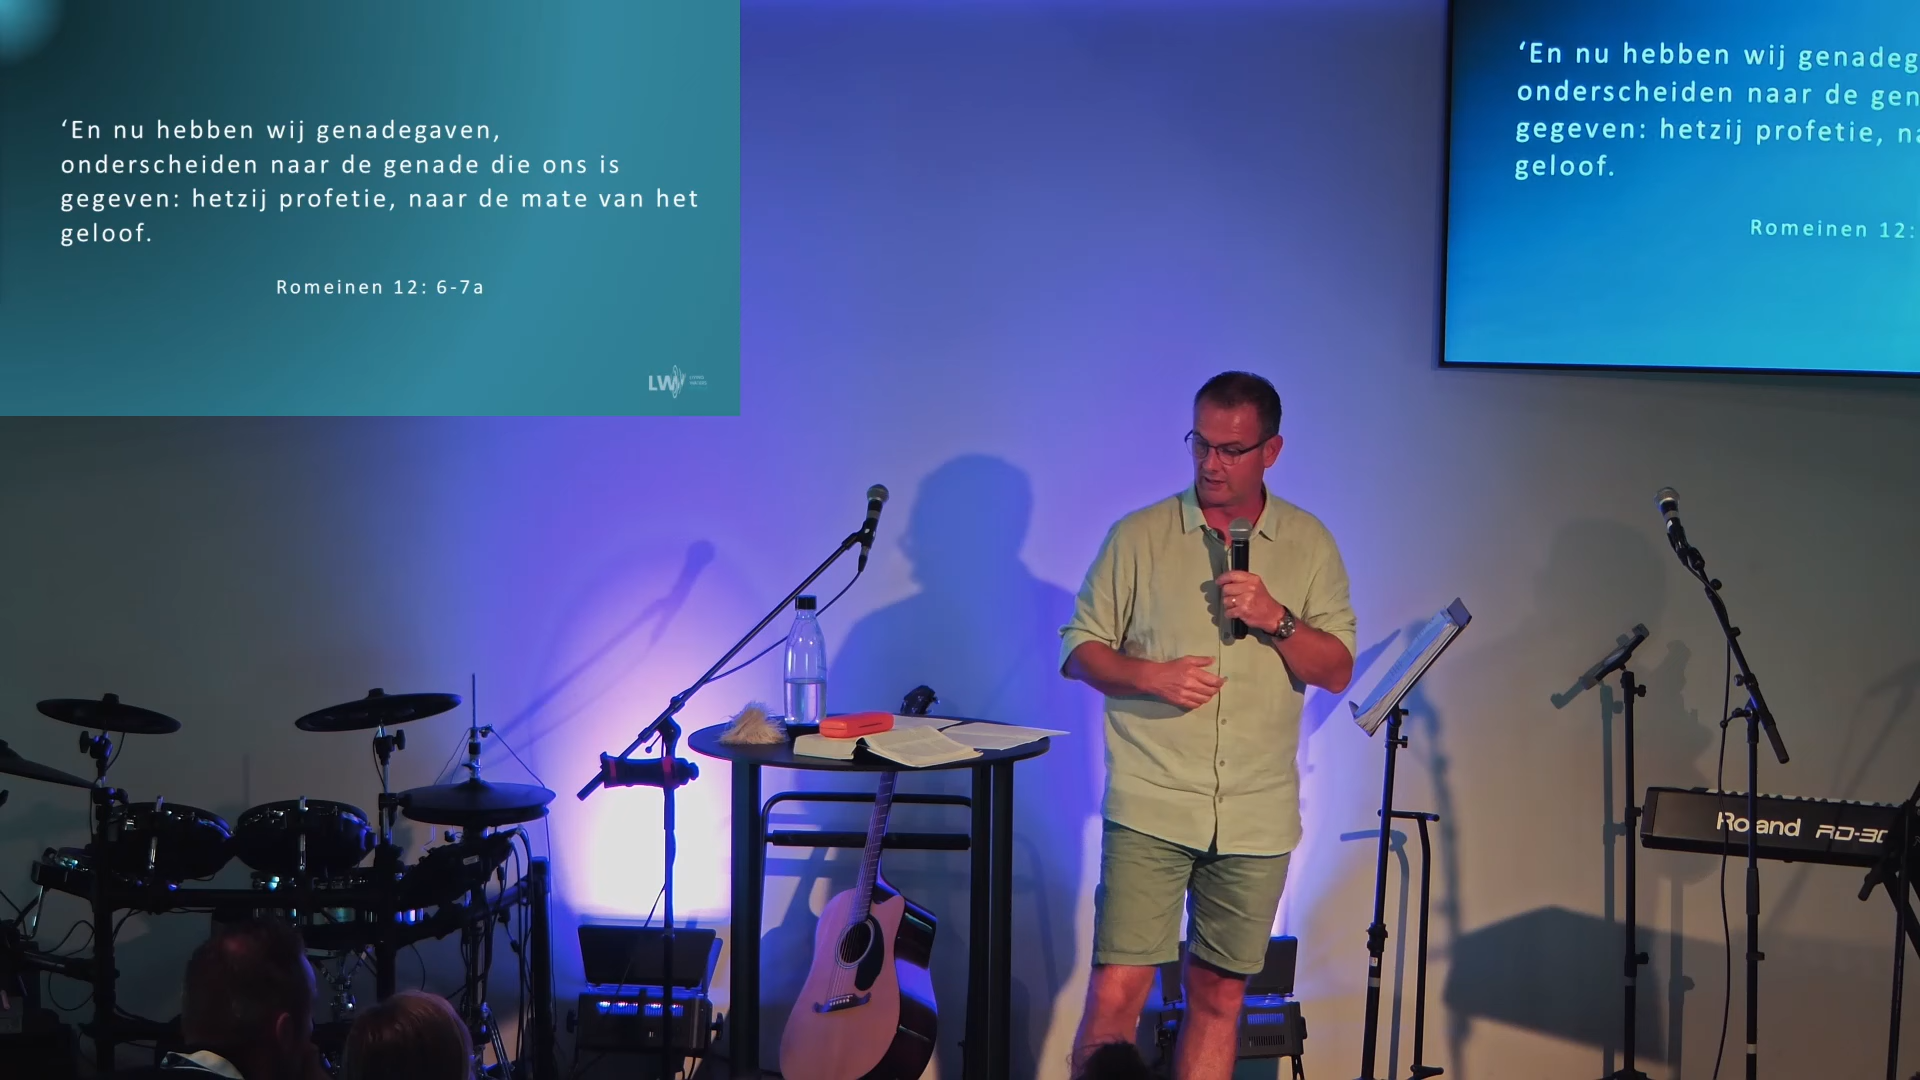 ‘En nu hebben wij genadegaven,
onderscheiden naar de genade die ons is
gegeven: hetzij profetie, naar de mate van het
geloof.
Romeinen 12: 6-7a
LW
‘En nu hebben wij genadeg
onderscheiden naar de gen
gegeven: hetzij profetie, na
geloof.
Romeinen 12:
Roland RD-30